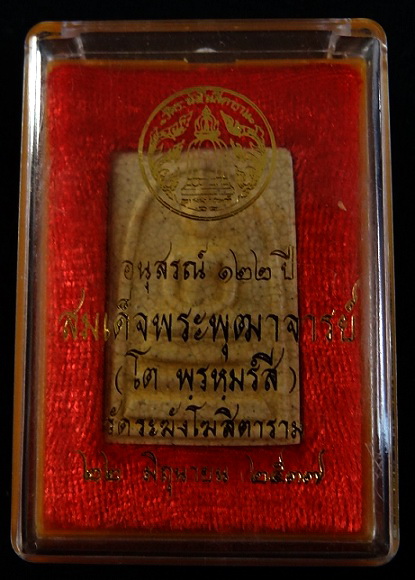 อนุสรณ์ ๑๒๒ ปี
สมเด็จพระพุฒาจารย์
(โต พรหมรํสี)
วัดระฆังโฆสิตาราม
๒๒ มิถุนายน ๒๕๓๗